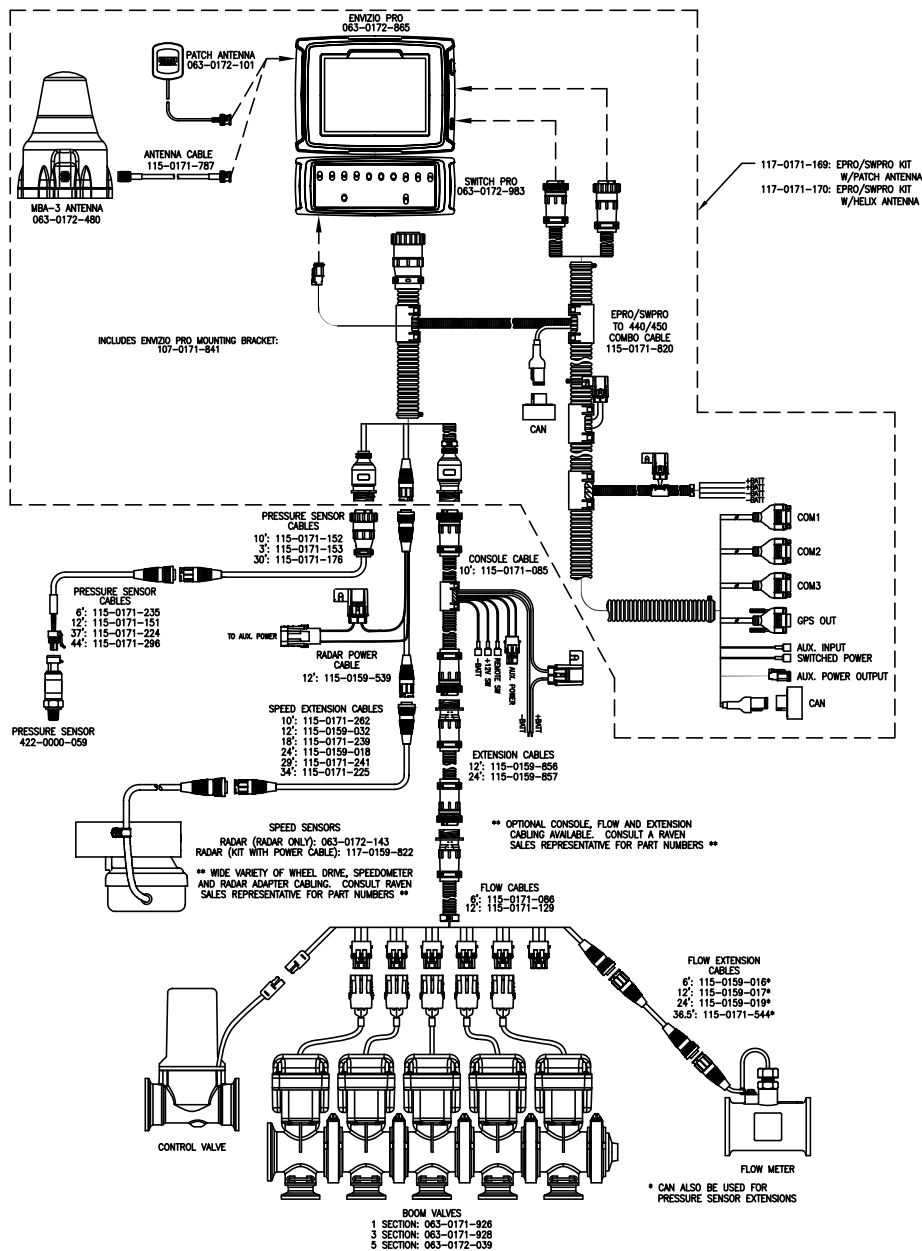 ENVIZIO PRO
063-0172-865
PATCH ANTENNA
063-0172-101
ANTENNA CABLE
115-0171-787
MBA-3 ANTENNA
063-0172-480
SWITCH PRO
063-0172-983
117-0171-169: EPRO/SWPRO KIT
W/PATCH ANTENNA
117-0171-170: EPRO/SWPRO KIT
W/HELIX ANTENNA
INCLUDES ENVIZIO PRO MOUNTING BRACKET:
107-0171-841
EPRO/SWPRO
TO 440/450
COMBO CABLE
115-0171-820
CAN
+BATT
+BATT
-BATT
-BATT
COM1
COM2
COM3
GPS OUT
AUX. INPUT
SWITCHED POWER
AUX. POWER OUTPUT
CAN
PRESSURE SENSOR
CABLES
10': 115-0171-152
3': 115-0171-153
30': 115-0171-176
PRESSURE SENSOR
CABLES
6': 115-0171-235
12': 115-0171-151
37': 115-0171-224
44': 115-0171-296
PRESSURE SENSOR
422-0000-059
TO AUX. POWER
RADAR POWER
CABLE
12': 115-0159-539
CONSOLE CABLE
10': 115-0171-085
-BATT
+12V SW
REMOTE SW
AUX. POWER
-BATT
+BATT
SPEED EXTENSION CABLES
10': 115-0171-262
12': 115-0159-032
18': 115-0171-239
24': 115-0159-018
29': 115-0171-241
34': 115-0171-225
EXTENSION CABLES
12': 115-0159-856
24': 115-0159-857
SPEED SENSORS
RADAR (RADAR ONLY): 063-0172-143
RADAR (KIT WITH POWER CABLE): 117-0159-822
** WIDE VARIETY OF WHEEL DRIVE, SPEEDOMETER
AND RADAR ADAPTER CABLING. CONSULT RAVEN
SALES REPRESENTATIVE FOR PART NUMBERS **
** OPTIONAL CONSOLE, FLOW AND EXTENSION
CABLING AVAILABLE. CONSULT A RAVEN
SALES REPRESENTATIVE FOR PART NUMBERS **
FLOW CABLES
6': 115-0171-086
12': 115-0171-129
FLOW EXTENSION
CABLES
6': 115-0159-016*
12': 115-0159-017*
24': 115-0159-019*
36.5': 115-0171-544*
CONTROL VALVE
FLOW METER
* CAN ALSO BE USED FOR
PRESSURE SENSOR EXTENSIONS
BOOM VALVES
1 SECTION: 063-0171-926
3 SECTION: 063-0171-928
5 SECTION: 063-0172-039